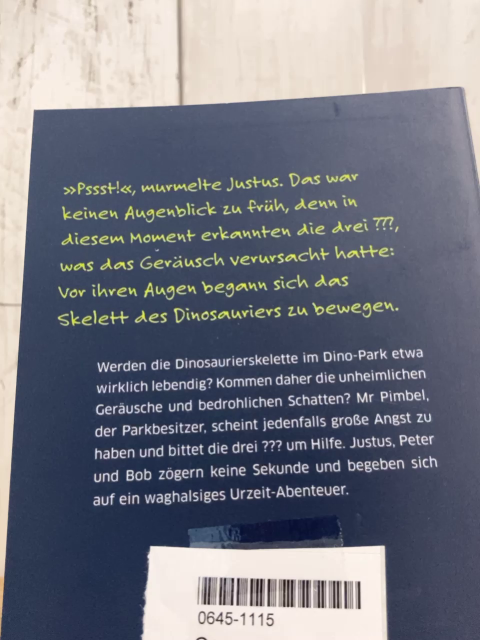 »Pssst!«, murmelte Justus. Das war
keinen Augenblick zu früh, denn in
diesem Moment erkannten die drei ???,
was das Geräusch verursacht hatte:
Vor ihren Augen begann sich das
Skelett des Dinosauriers zu bewegen.
Werden die Dinosaurierskelette im Dino-Park etwa
wirklich lebendig? Kommen daher die unheimlichen
Geräusche und bedrohlichen Schatten? Mr Pimbel,
der Parkbesitzer, scheint jedenfalls große Angst zu
haben und bittet die drei ??? um Hilfe. Justus, Peter
und Bob zögern keine Sekunde und begeben sich
auf ein waghalsiges Urzeit-Abenteuer.
0645-1115